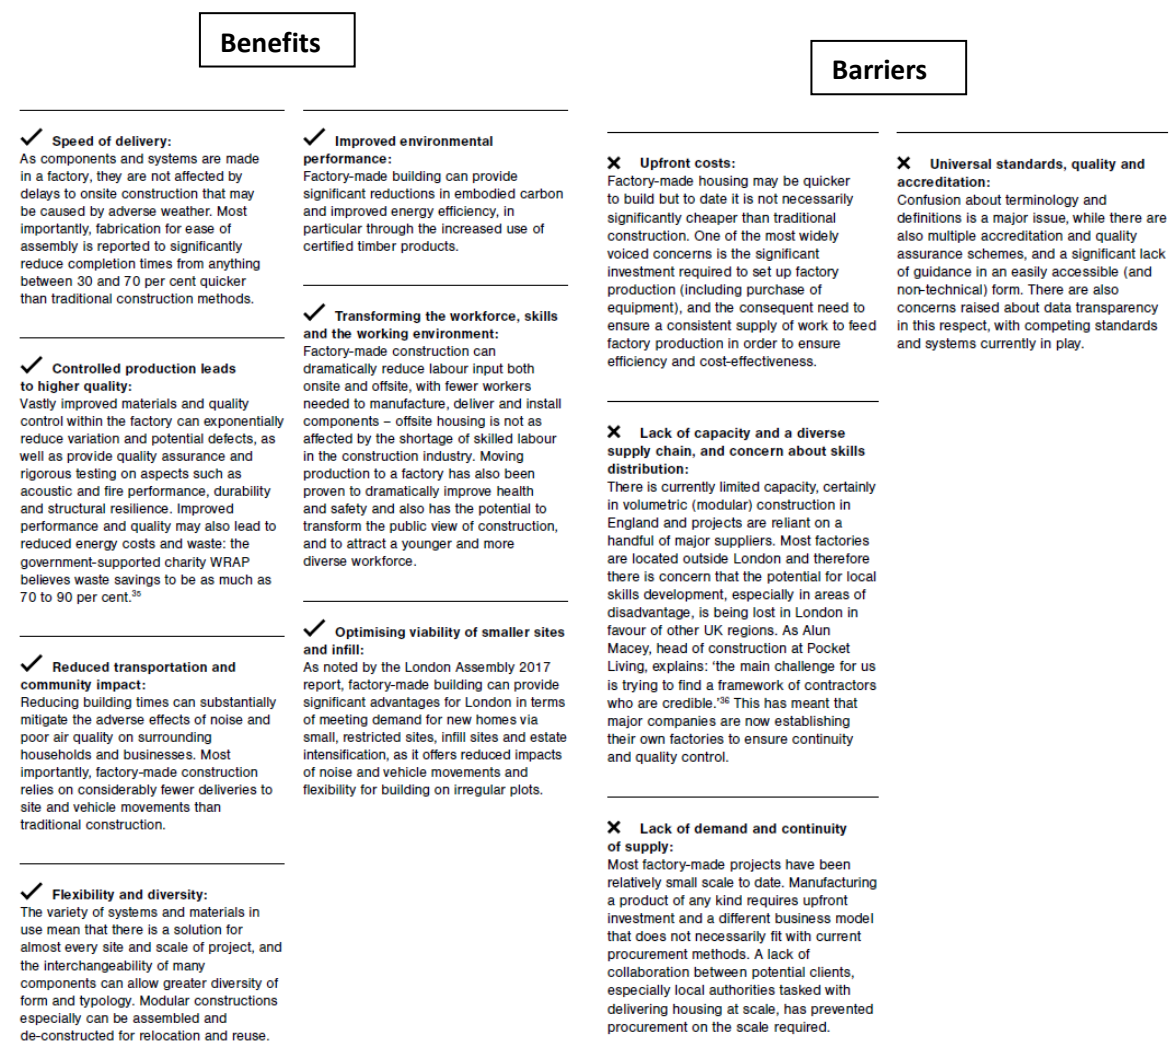 Benefits
Speed of delivery:
As components and systems are made
in a factory, they are not affected by
delays to onsite construction that may
be caused by adverse weather. Most
importantly, fabrication for ease of
assembly is reported to significantly
reduce completion times from anything
between 30 and 70 per cent quicker
than traditional construction methods.
Controlled production leads
to higher quality:
Vastly improved materials and quality
control within the factory can exponentially
reduce variation and potential defects, as
well as provide quality assurance and
rigorous testing on aspects such as
acoustic and fire performance, durability
and structural resilience. Improved
performance and quality may also lead to
reduced energy costs and waste: the
government-supported charity WRAP
believes waste savings to be as much as
70 to 90 per cent.³⁵
Reduced transportation and
community impact:
Reducing building times can substantially
mitigate the adverse effects of noise and
poor air quality on surrounding
households and businesses. Most
importantly, factory-made construction
relies on considerably fewer deliveries to
site and vehicle movements than
traditional construction.
Flexibility and diversity:
The variety of systems and materials in
use mean that there is a solution for
almost every site and scale of project, and
the interchangeability of many
components can allow greater diversity of
form and typology. Modular constructions
especially can be assembled and
de-constructed for relocation and reuse.
Improved environmental
performance:
Factory-made building can provide
significant reductions in embodied carbon
and improved energy efficiency, in
particular through the increased use of
certified timber products.
Transforming the workforce, skills
and the working environment:
Factory-made construction can
dramatically reduce labour input both
onsite and offsite, with fewer workers
needed to manufacture, deliver and install
components – offsite housing is not as
affected by the shortage of skilled labour
in the construction industry. Moving
production to a factory has also been
proven to dramatically improve health
and safety and also has the potential to
transform the public view of construction,
and to attract a younger and more
diverse workforce.
Optimising viability of smaller sites
and infill:
As noted by the London Assembly 2017
report, factory-made building can provide
significant advantages for London in terms
of meeting demand for new homes via
small, restricted sites, infill sites and estate
intensification, as it offers reduced impacts
of noise and vehicle movements and
flexibility for building on irregular plots.
Barriers
Upfront costs:
Factory-made housing may be quicker
to build but to date it is not necessarily
significantly cheaper than traditional
construction. One of the most widely
voiced concerns is the significant
investment required to set up factory
production (including purchase of
equipment), and the consequent need to
ensure a consistent supply of work to feed
factory production in order to ensure
efficiency and cost-effectiveness.
Lack of capacity and a diverse
supply chain, and concern about skills
distribution:
There is currently limited capacity, certainly
in volumetric (modular) construction in
England and projects are reliant on a
handful of major suppliers. Most factories
are located outside London and therefore
there is concern that the potential for local
skills development, especially in areas of
disadvantage, is being lost in London in
favour of other UK regions. As Alun
Macey, head of construction at Pocket
Living, explains: ‘the main challenge for us
is trying to find a framework of contractors
who are credible.’³⁶ This has meant that
major companies are now establishing
their own factories to ensure continuity
and quality control.
Lack of demand and continuity
of supply:
Most factory-made projects have been
relatively small scale to date. Manufacturing
a product of any kind requires upfront
investment and a different business model
that does not necessarily fit with current
procurement methods. A lack of
collaboration between potential clients,
especially local authorities tasked with
delivering housing at scale, has prevented
procurement on the scale required.
Universal standards, quality and
accreditation:
Confusion about terminology and
definitions is a major issue, while there are
also multiple accreditation and quality
assurance schemes, and a significant lack
of guidance in an easily accessible (and
non-technical) form. There are also
concerns raised about data transparency
in this respect, with competing standards
and systems currently in play.